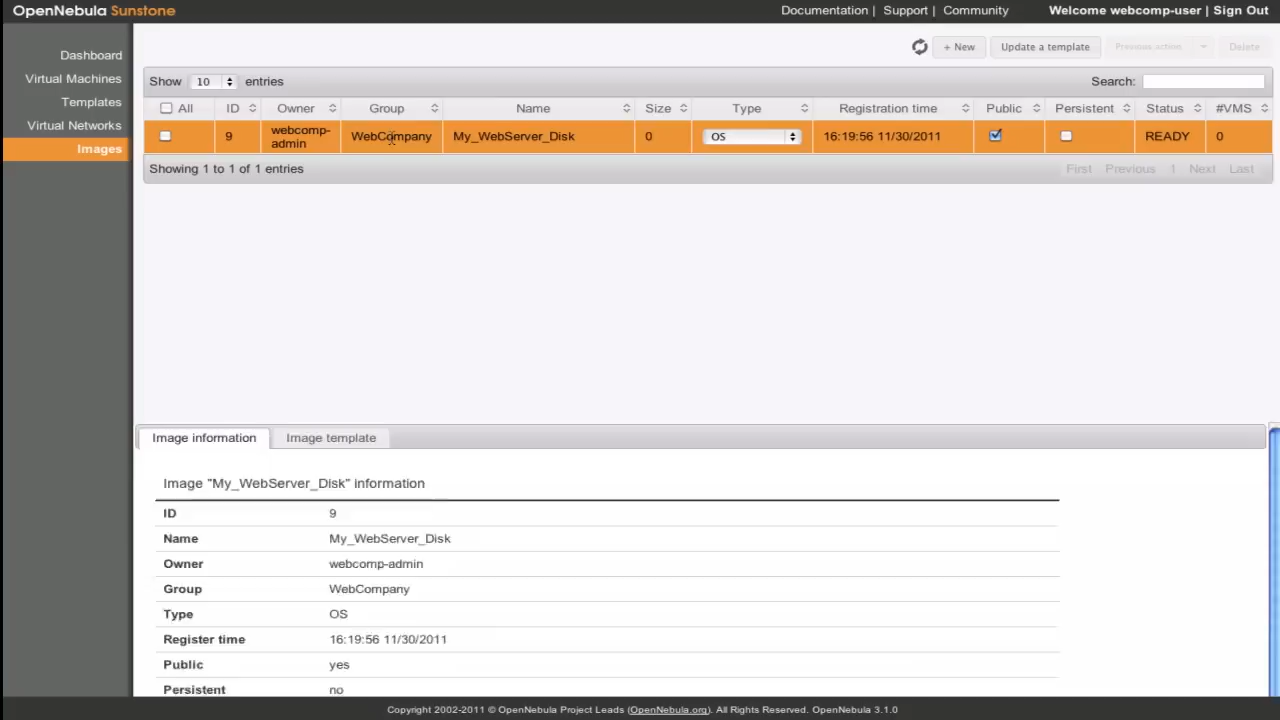 OpenNebula Sunstone
Documentation | Support | Community Welcome webcomp-user | Sign Out
Dashboard
Virtual Machines
Templates
Virtual Networks
Images
+ New Update a template Previous action Delete
Show 10 entries Search:
All ID Owner Group Name Size Type Registration time Public Persistent Status #VMS
9 webcomp-admin WebCompany My_WebServer_Disk 0 OS 16:19:56 11/30/2011 READY 0
Showing 1 to 1 of 1 entries First Previous 1 Next Last
Image information Image template
Image "My_WebServer_Disk" information
ID 9
Name My_WebServer_Disk
Owner webcomp-admin
Group WebCompany
Type OS
Register time 16:19:56 11/30/2011
Public yes
Persistent no
Copyright 2002-2011 © OpenNebula Project Leads (OpenNebula.org). All Rights Reserved. OpenNebula 3.1.0